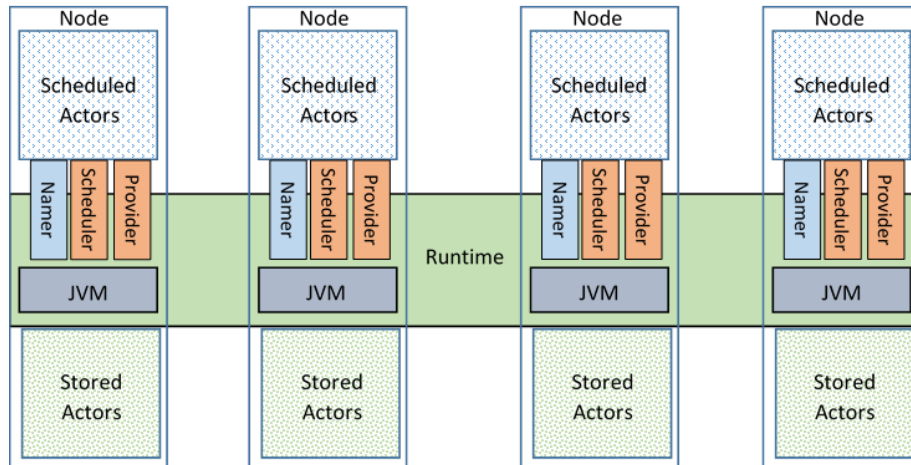 Node Node Node Node
Scheduled Scheduled Scheduled Scheduled
Actors Actors Actors Actors
Namer Scheduler Provider Namer Scheduler Provider Namer Scheduler Provider Namer Scheduler Provider
Runtime
JVM JVM JVM JVM
Stored Stored Stored Stored
Actors Actors Actors Actors